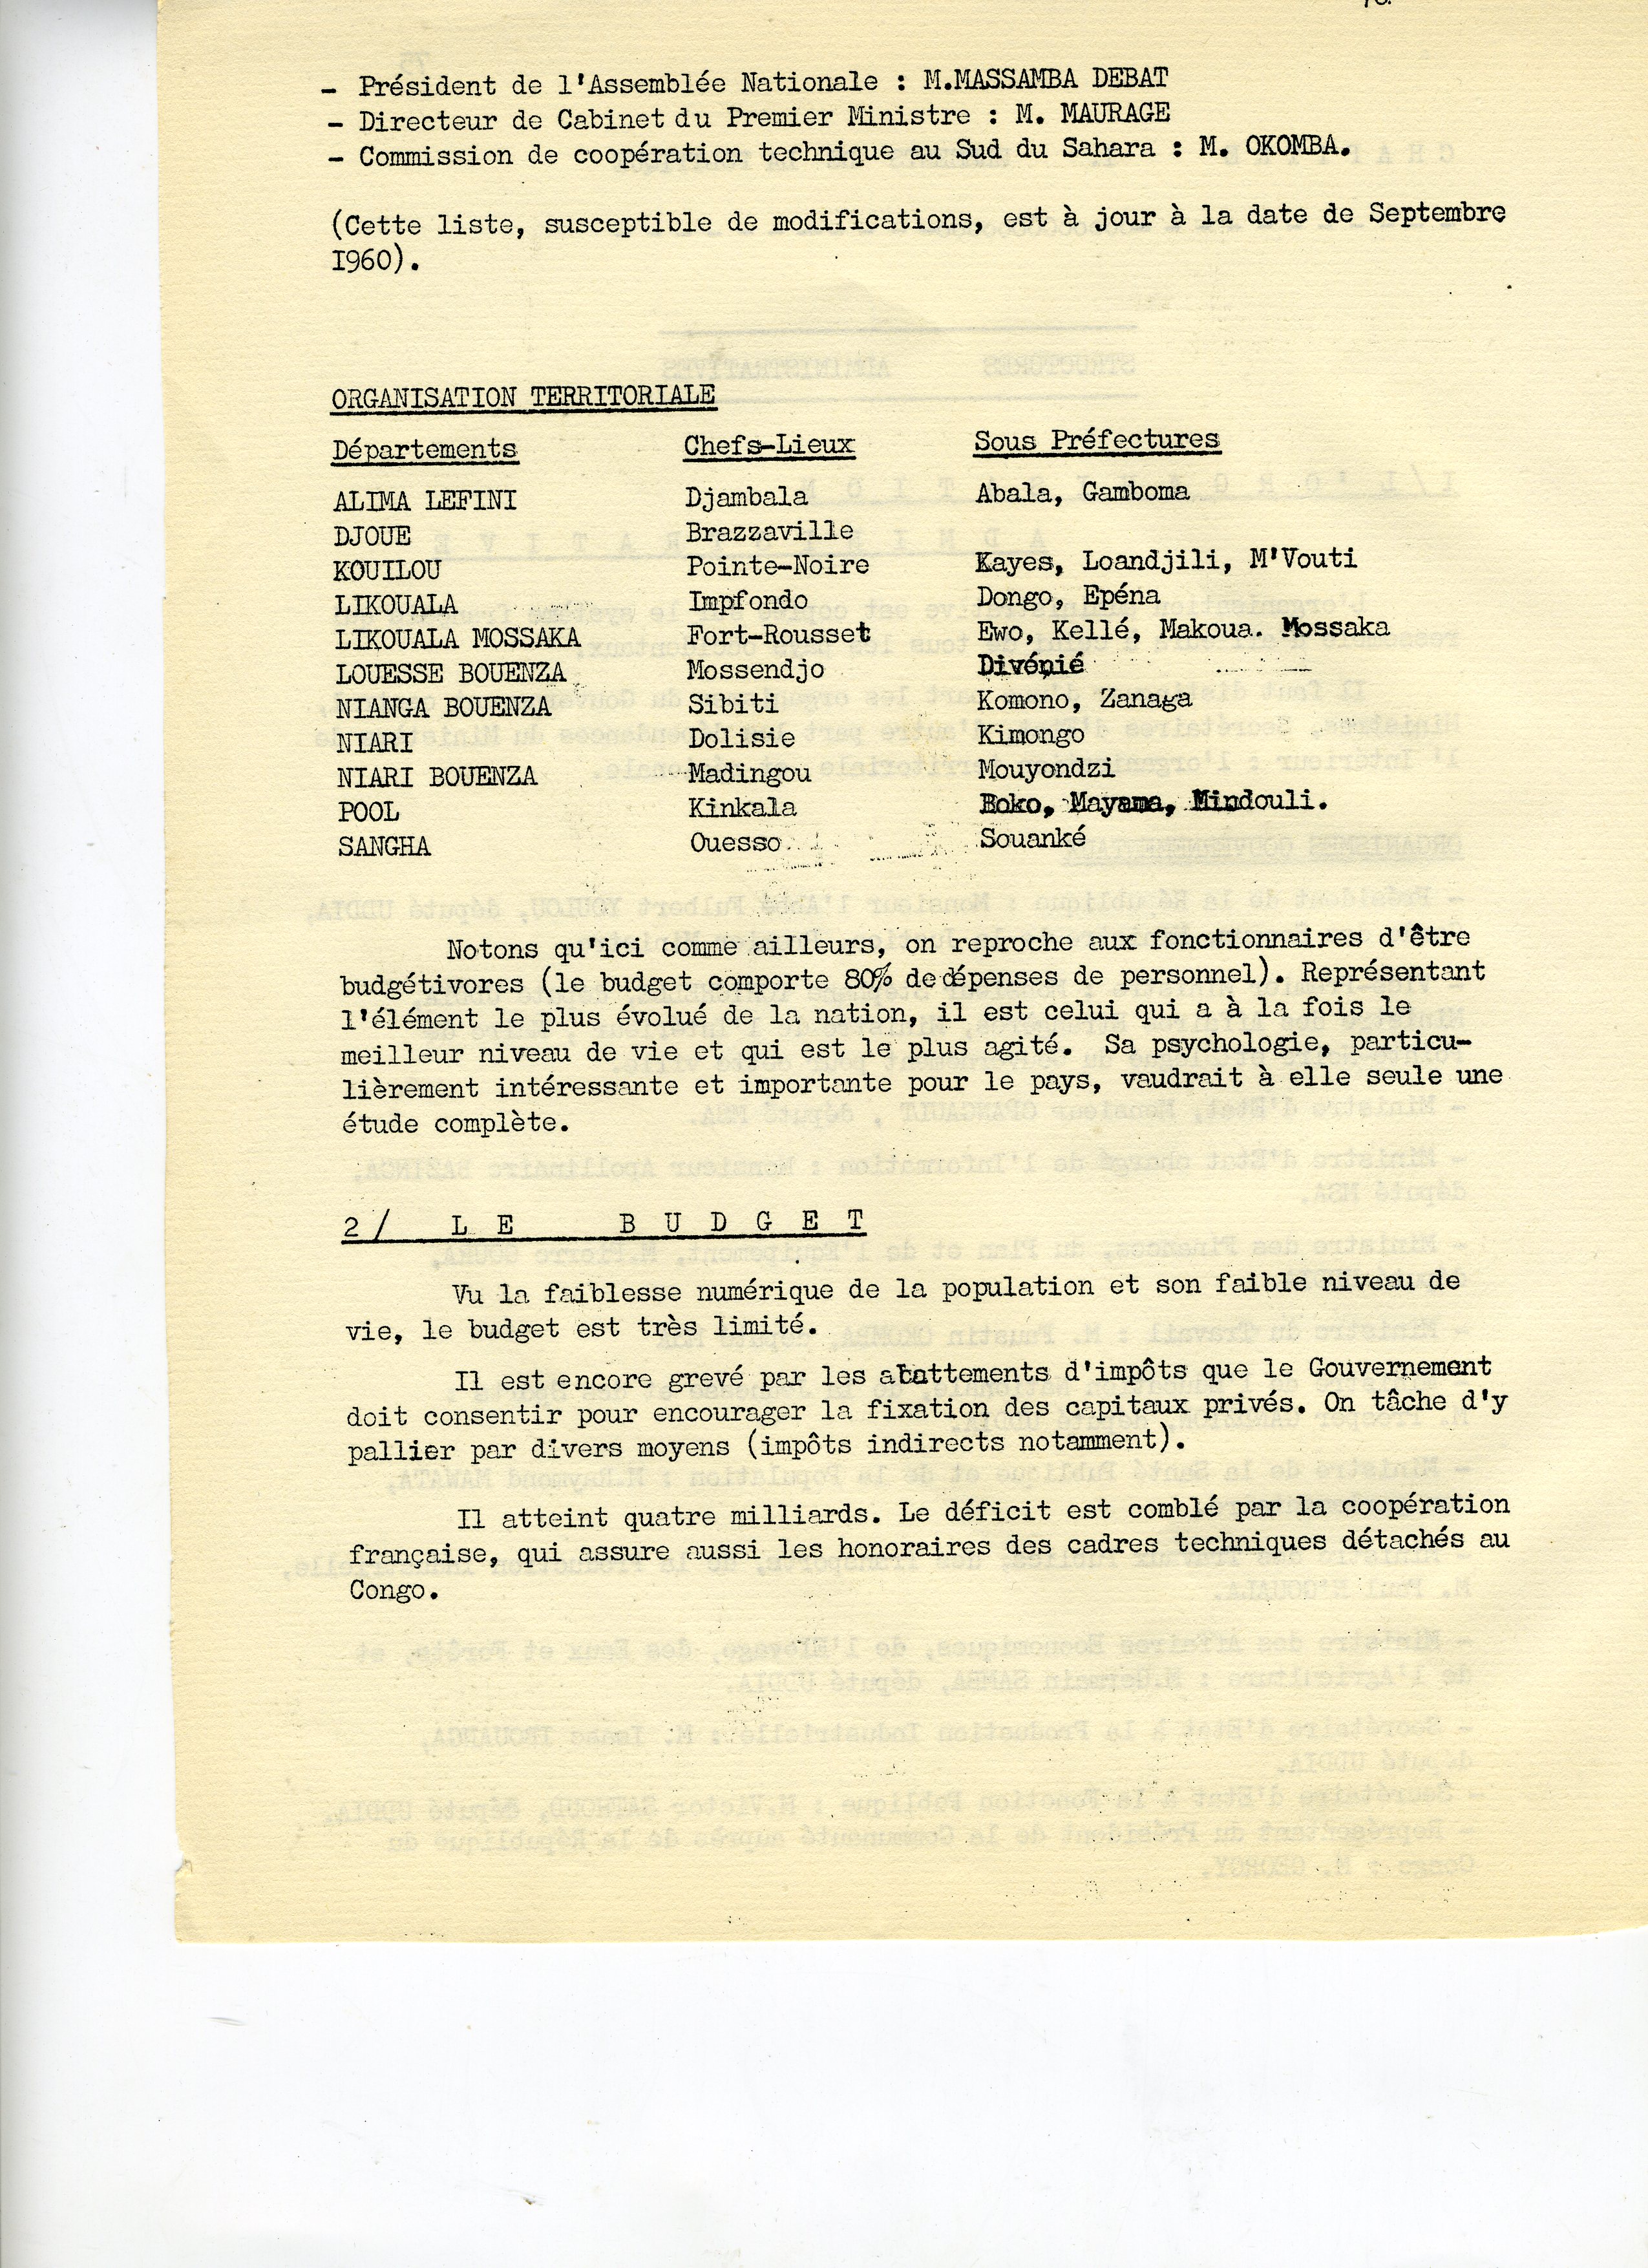 - Président de l'Assemblée Nationale : M.MASSAMBA DEBAT
- Directeur de Cabinet du Premier Ministre : M. MAURAGE
- Commission de coopération technique au Sud du Sahara : M. OKOMBA.
(Cette liste, susceptible de modifications, est à jour à la date de Septembre
I960).
ORGANISATION TERRITORIALE
Départements Chefs-Lieux Sous Préfectures
ALIMA LEFINI Djambala Abala, Gamboma
DJOUE Brazzaville
KOUILOU Pointe-Noire Kayes, Loandjili, M'Vouti
LIKOUALA Impfondo Dongo, Epéna
LIKOUALA MOSSAKA Fort-Rousset Ewo, Kellé, Makoua. Mossaka
LOUESSE BOUENZA Mossendjo Divénié
NIANGA BOUENZA Sibiti Komono, Zanaga
NIARI Dolisie Kimongo
NIARI BOUENZA Madingou Mouyondzi
POOL Kinkala Boko, Mayama, Mindouli.
SANGHA Ouesso Souanké
Notons qu'ici comme ailleurs, on reproche aux fonctionnaires d'être
budgétivores (le budget comporte 80% de dépenses de personnel). Représentant
l'élément le plus évolué de la nation, il est celui qui a à la fois le
meilleur niveau de vie et qui est le plus agité. Sa psychologie, particu-
lièrement intéressante et importante pour le pays, vaudrait à elle seule une
étude complète.
2/ L E B U D G E T
Vu la faiblesse numérique de la population et son faible niveau de
vie, le budget est très limité.
Il est encore grevé par les abattements d'impôts que le Gouvernement
doit consentir pour encourager la fixation des capitaux privés. On tâche d'y
pallier par divers moyens (impôts indirects notamment).
Il atteint quatre milliards. Le déficit est comblé par la coopération
française, qui assure aussi les honoraires des cadres techniques détachés au
Congo.